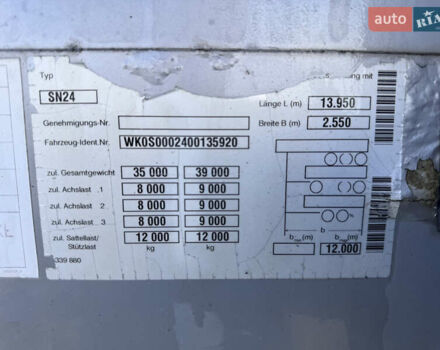 auto RIA
Typ
mit
SN24
Länge L (m) 13.950
Genehmigungs-Nr.
Breite B (m) 2.550
Fahrzeug-Ident.Nr. WK0S0002400135920
zul. Gesamtgewicht 35 000 39 000
zul. Achslast 1 8 000 9 000
zul. Achslast 2 8 000 9 000
zul. Achslast 3 8 000 9 000
zul. Sattellast/ 12 000 12 000
Stützlast kg kg
b
b (m) b (m)
12.000
339 880